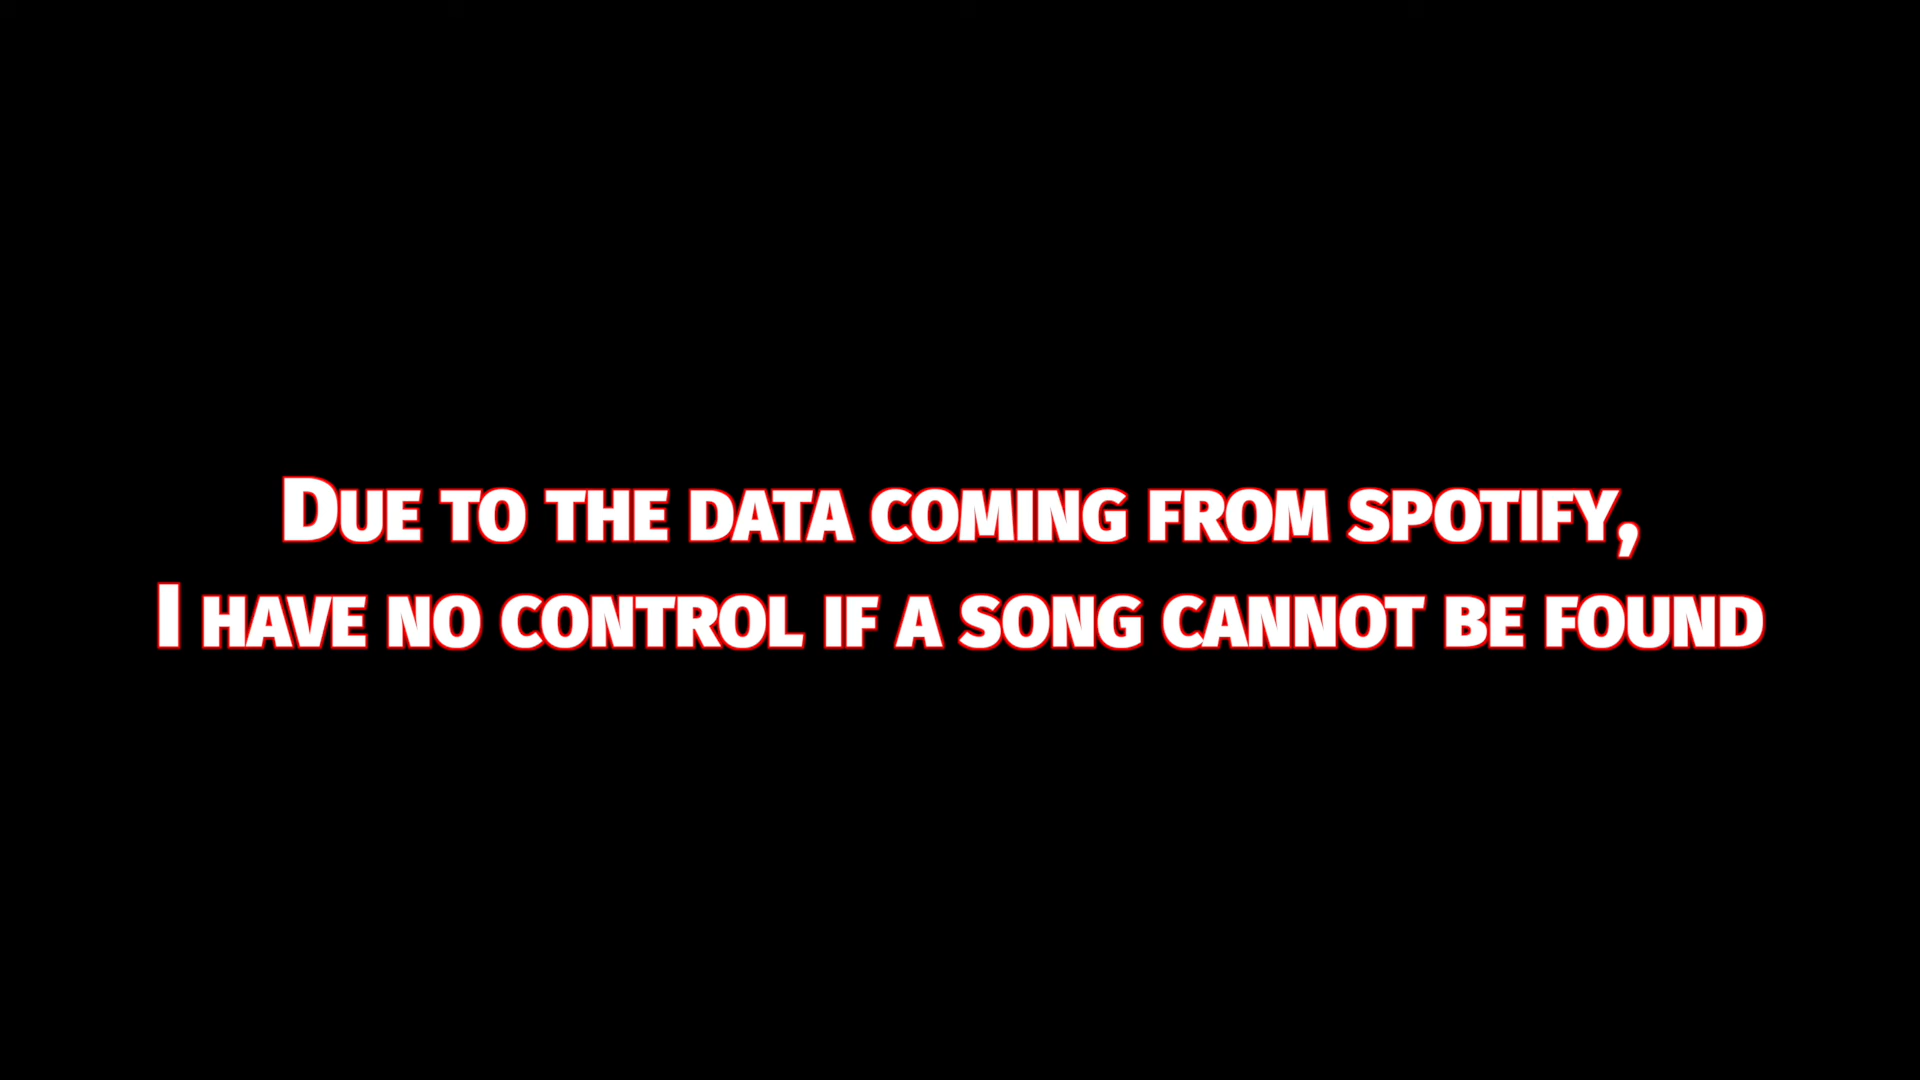 Due to the data coming from spotify,
I have no control if a song cannot be found